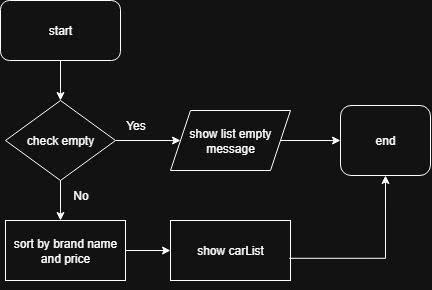 start
check empty
Yes
show list empty
message
end
No
sort by brand name
and price
show carList